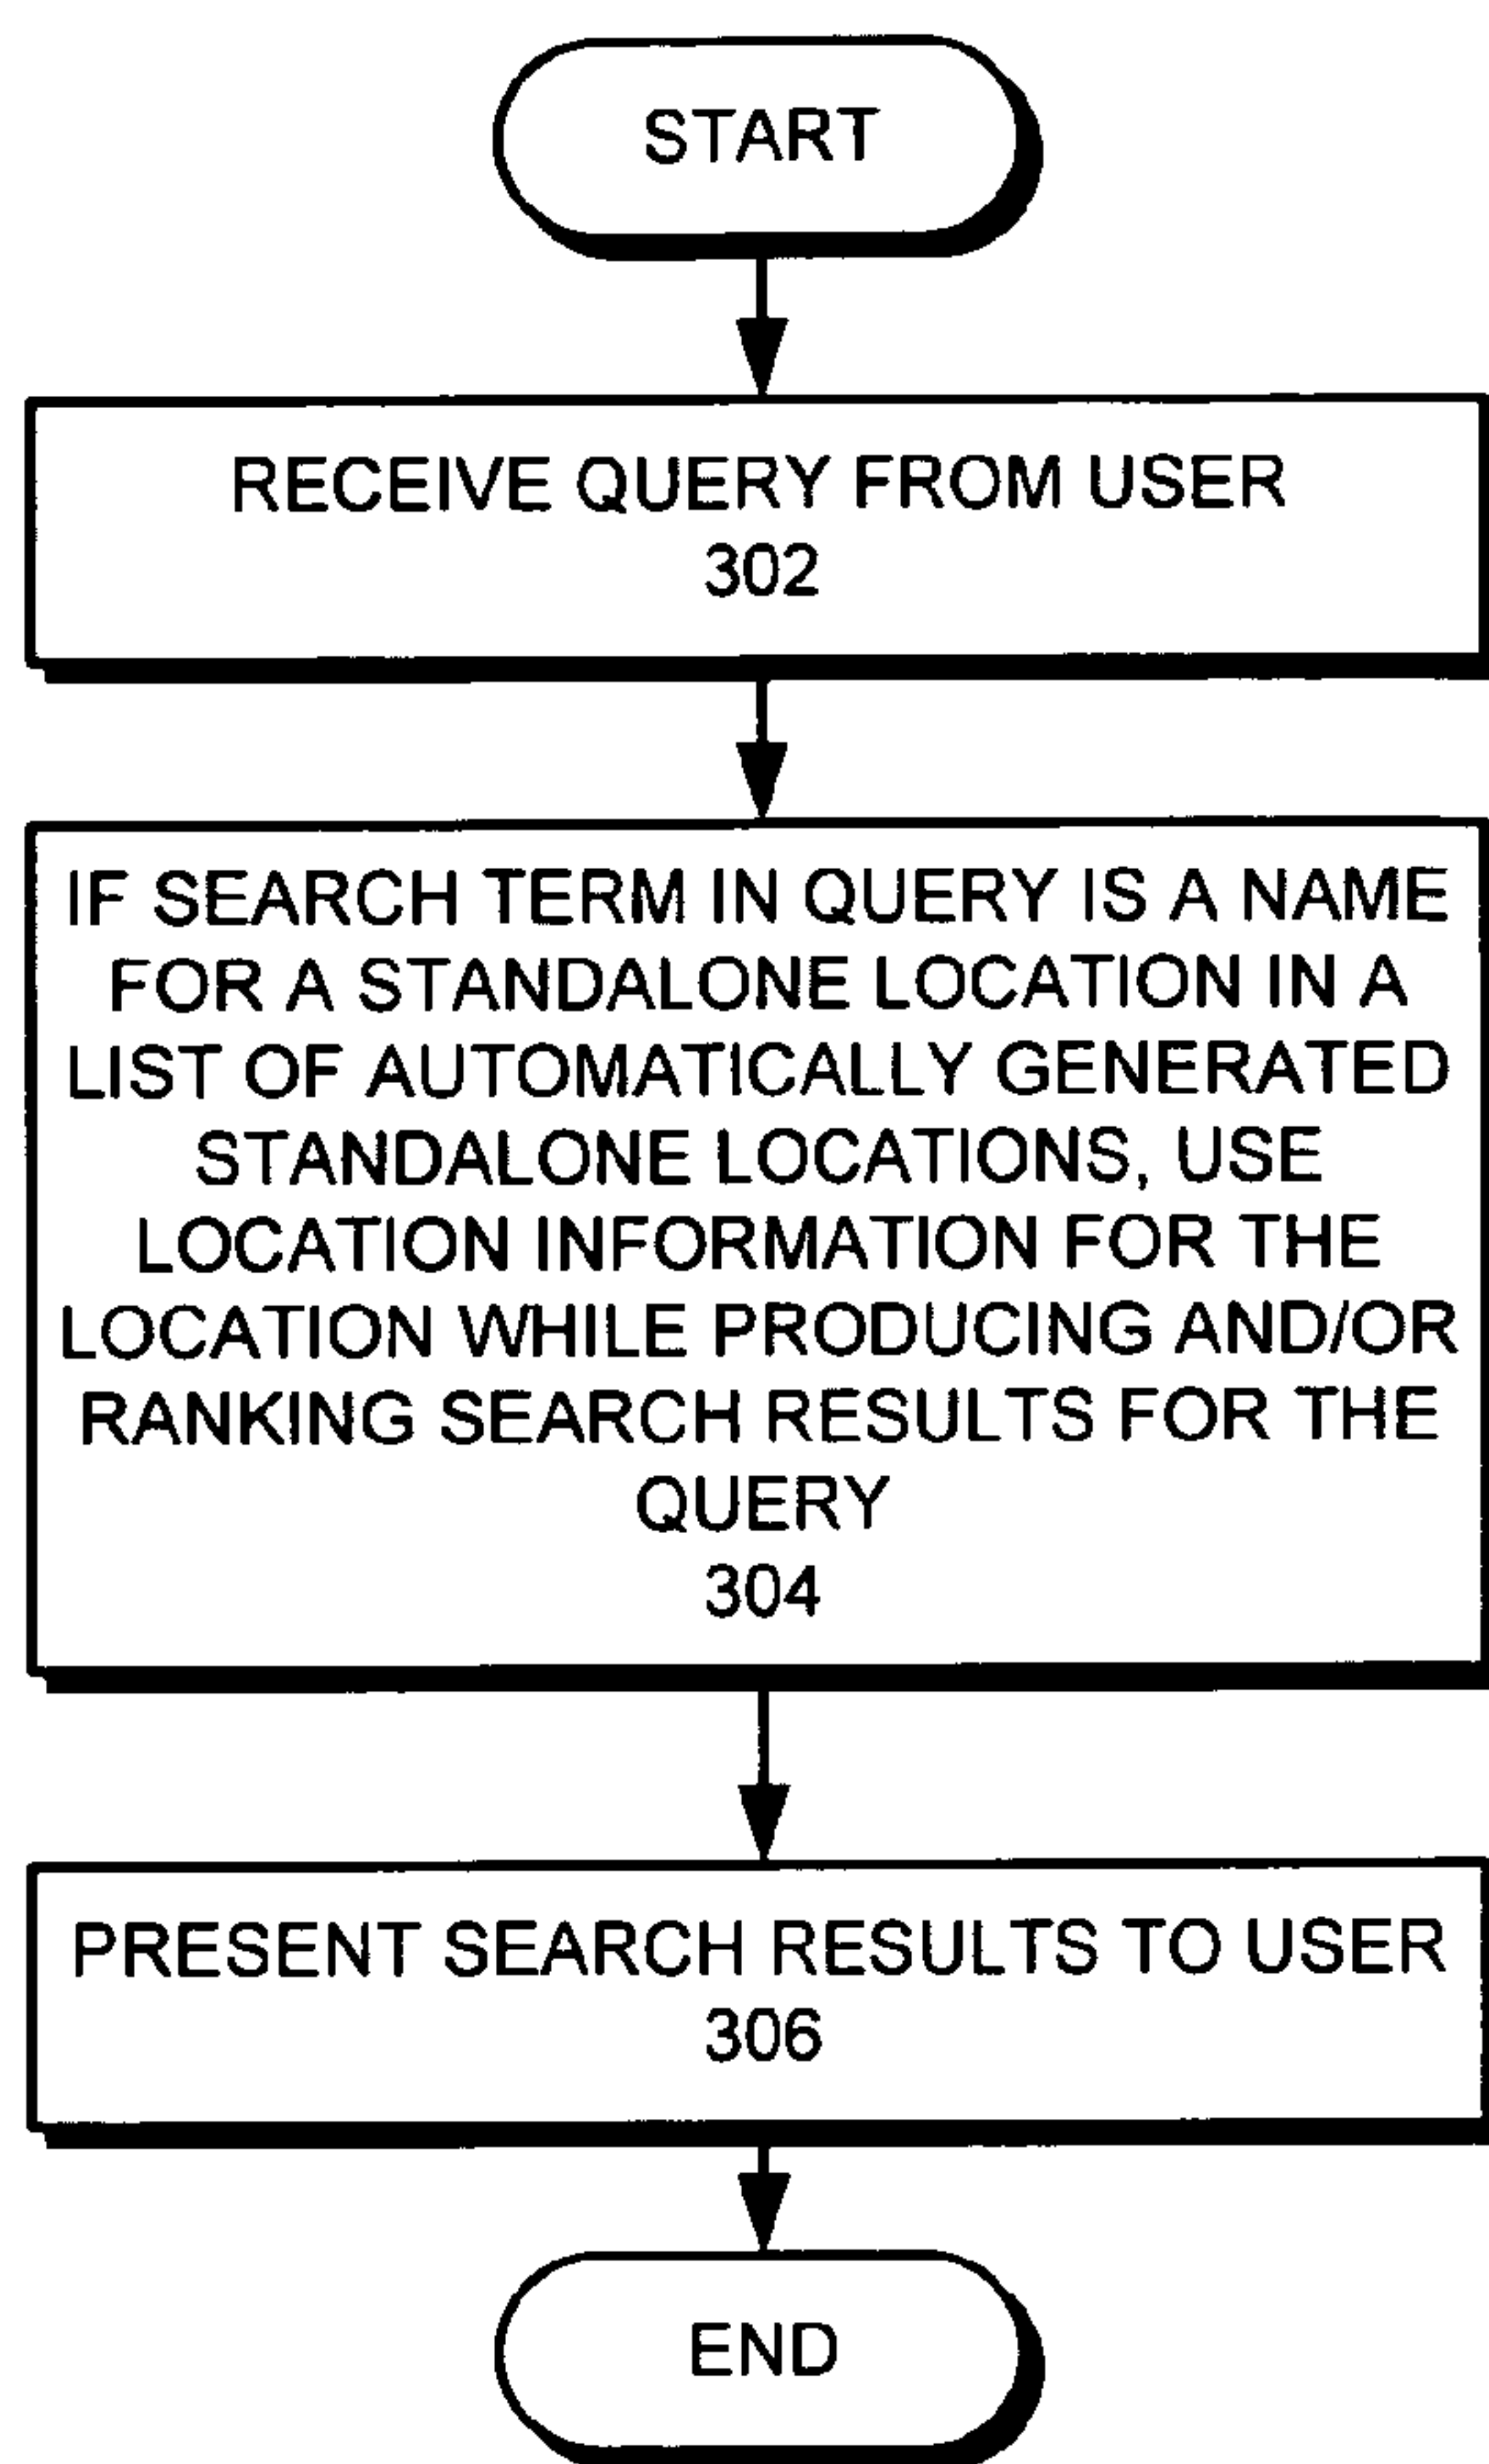 START
RECEIVE QUERY FROM USER
302
IF SEARCH TERM IN QUERY IS A NAME
FOR A STANDALONE LOCATION IN A
LIST OF AUTOMATICALLY GENERATED
STANDALONE LOCATIONS, USE
LOCATION INFORMATION FOR THE
LOCATION WHILE PRODUCING AND/OR
RANKING SEARCH RESULTS FOR THE
QUERY
304
PRESENT SEARCH RESULTS TO USER
306
END